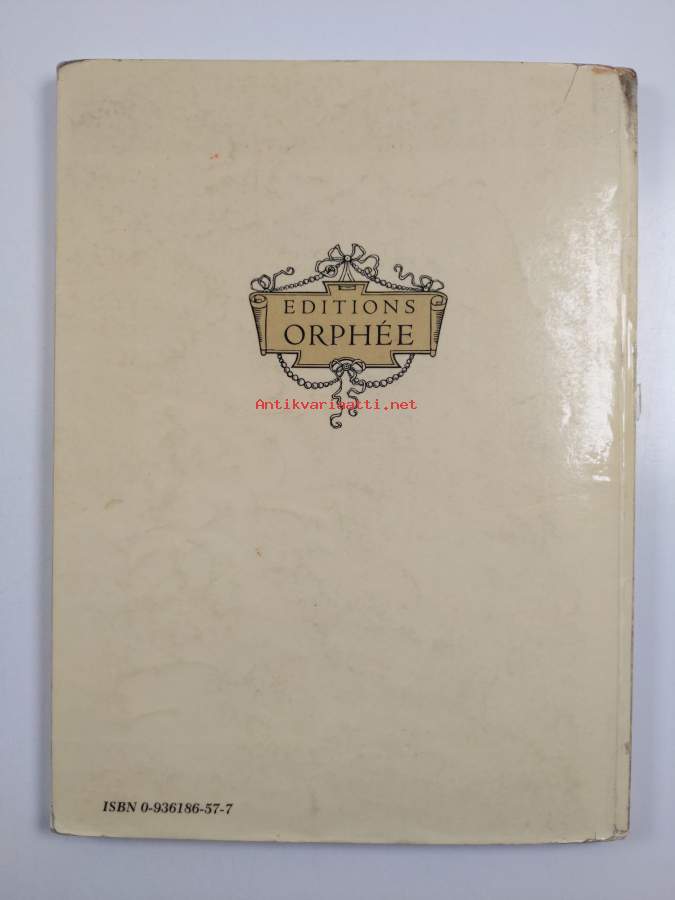 EDITIONS
ORPHÉE
Antikvariaatti.net
ISBN 0-936186-57-7